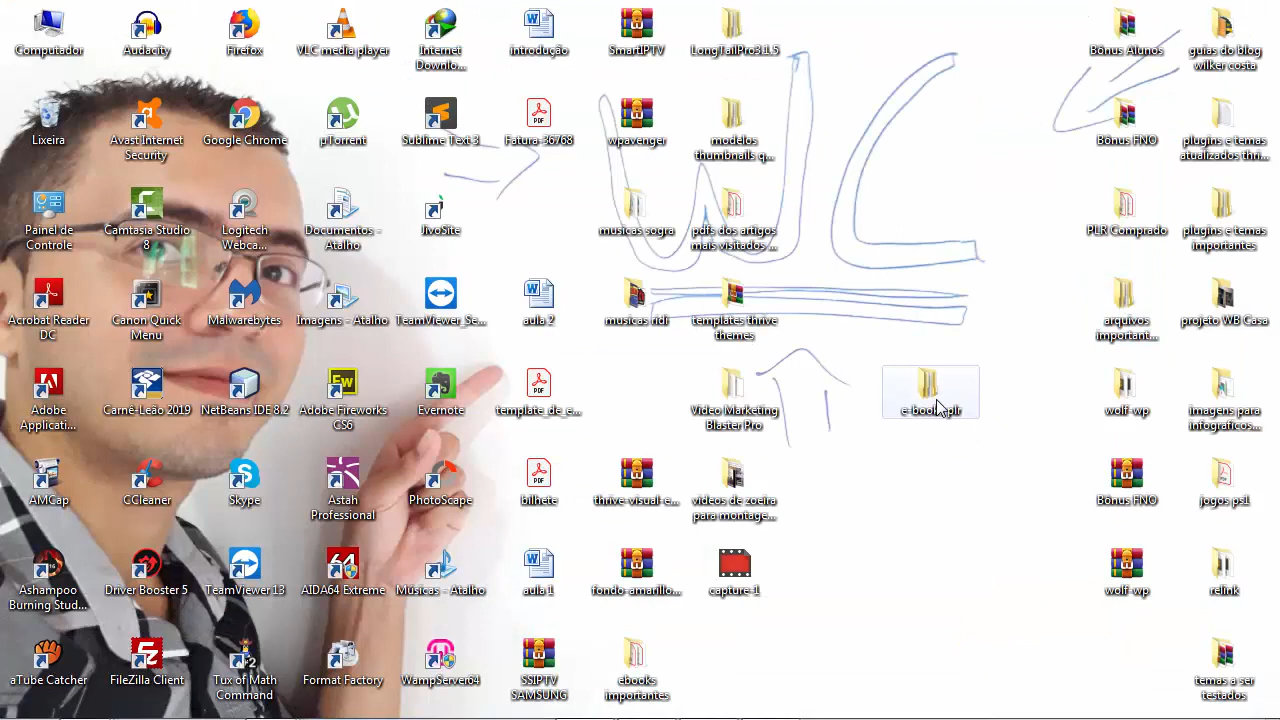 Computador
Audacity
Firefox
VLC media player
Internet
Downlo...
introdução
SmartIPTV
LongTailPro3.1.5
Bônus Alunos
guias do blog
wilker costa
Lixeira
Avast Internet
Security
Google Chrome
µTorrent
Sublime Text 3
Fatura-36768
wpavenger
modelos
thumbnails g...
Bônus FNO
plugins e temas
atualizados thri...
Painel de
Controle
Camtasia Studio
8
Logitech
Webca...
Documentos -
Atalho
JivoSite
musicas sogra
pdfs dos artigos
mais visitados ...
PLR Comprado
plugins e temas
importantes
Acrobat Reader
DC
Canon Quick
Menu
Malwarebytes
Imagens - Atalho
TeamViewer_Se...
aula 2
musicas ridr
templates thrive
themes
arquivos
important...
projeto WB Casa
Adobe
Applicati...
Carnê-Leão 2019
NetBeans IDE 8.2
Adobe Fireworks
CS6
Evernote
template_de_e...
Video Marketing
Blaster Pro
wolf-wp
imagens para
infograficos...
AMCap
CCleaner
Skype
Astah
Professional
PhotoScape
bilhete
thrive-visual-e...
videos de zoeira
para montage...
Bônus FNO
jogos ps1
Ashampoo
Burning Stud...
Driver Booster 5
TeamViewer 13
AIDA64 Extreme
Músicas - Atalho
aula 1
fondo-amarillo...
capture-1
wolf-wp
relink
aTube Catcher
FileZilla Client
Tux of Math
Command
Format Factory
WampServer64
SSIPTV
SAMSUNG
ebooks
importantes
temas a ser
testados